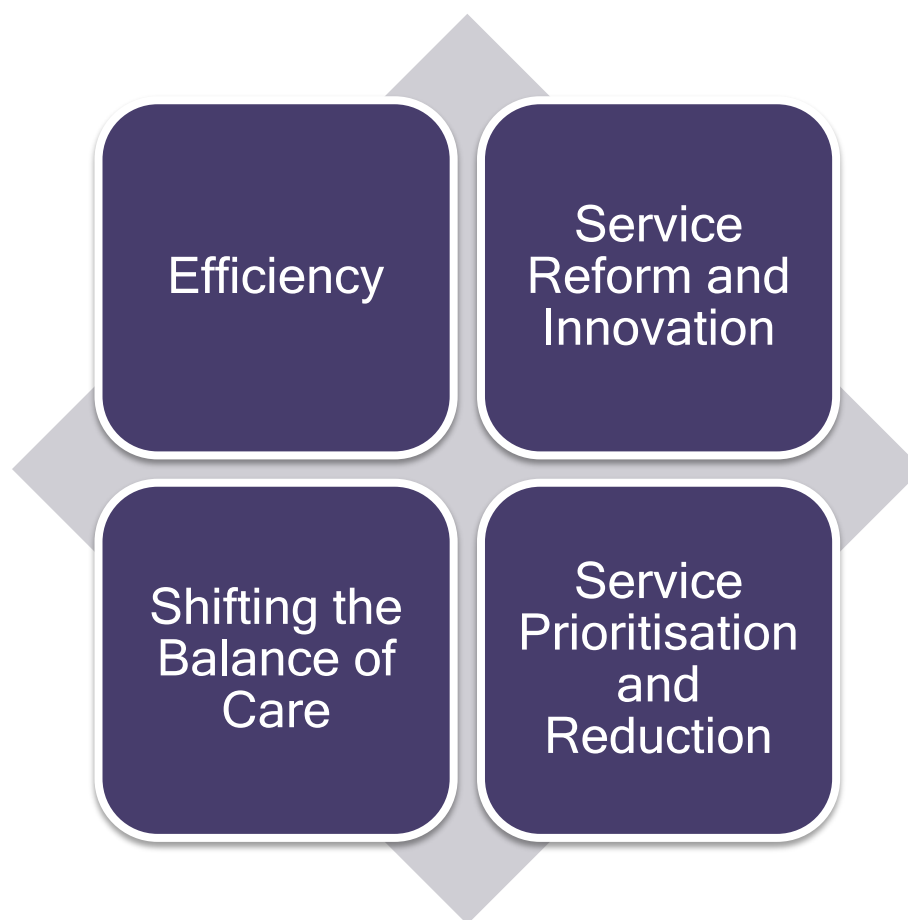 Efficiency
Service
Reform and
Innovation
Shifting the
Balance of
Care
Service
Prioritisation
and
Reduction